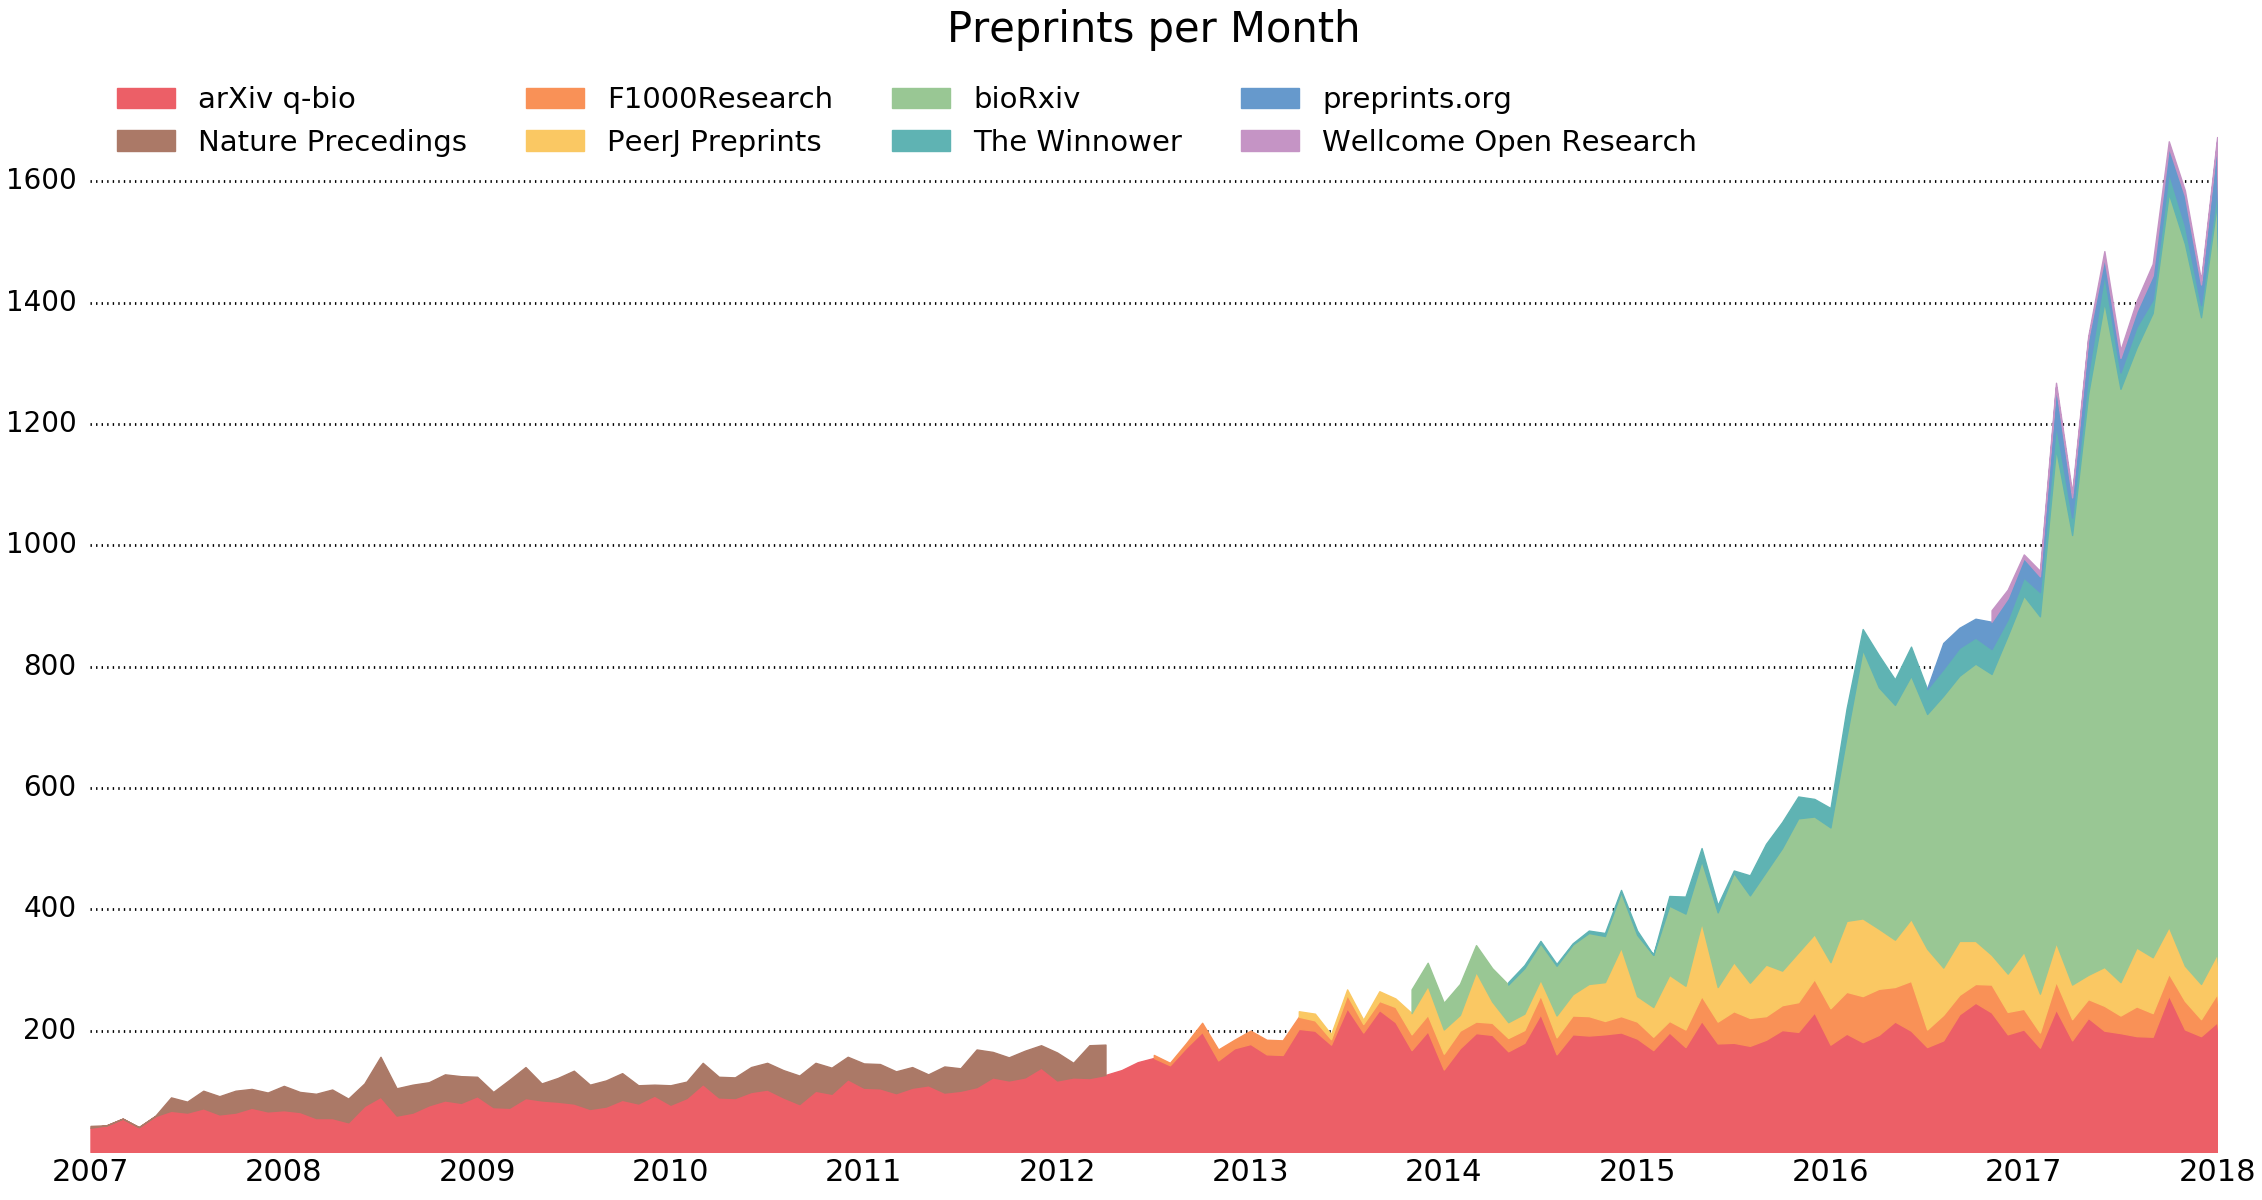 Preprints per Month
arXiv q-bio F1000Research bioRxiv preprints.org
Nature Precedings PeerJ Preprints The Winnower Wellcome Open Research
1600
1400
1200
1000
800
600
400
200
2007 2008 2009 2010 2011 2012 2013 2014 2015 2016 2017 2018